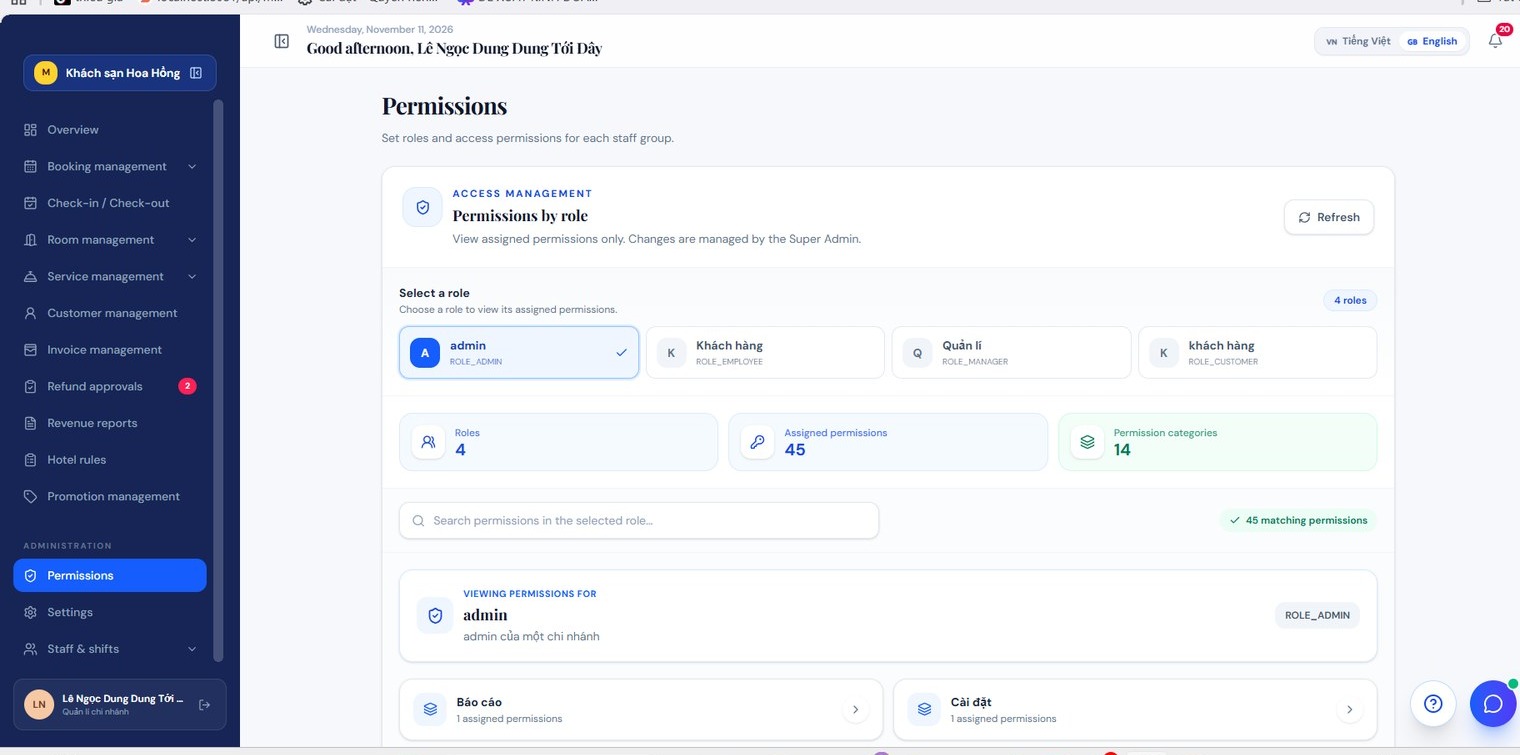 Wednesday, November 11, 2026
Good afternoon, Lê Ngọc Dung Dung Tới Đây
VN Tiếng Việt
GB English
20
M Khách sạn Hoa Hồng
Overview
Booking management
Check-in / Check-out
Room management
Service management
Customer management
Invoice management
Refund approvals 2
Revenue reports
Hotel rules
Promotion management
ADMINISTRATION
Permissions
Settings
Staff & shifts
LN
Lê Ngọc Dung Dung Tới ...
Quản lí chi nhánh
Permissions
Set roles and access permissions for each staff group.
ACCESS MANAGEMENT
Permissions by role
View assigned permissions only. Changes are managed by the Super Admin.
Refresh
Select a role
Choose a role to view its assigned permissions.
4 roles
A
admin
ROLE_ADMIN
K
Khách hàng
ROLE_EMPLOYEE
Q
Quản lí
ROLE_MANAGER
K
khách hàng
ROLE_CUSTOMER
Roles
4
Assigned permissions
45
Permission categories
14
Search permissions in the selected role...
45 matching permissions
VIEWING PERMISSIONS FOR
admin
admin của một chi nhánh
ROLE_ADMIN
Báo cáo
1 assigned permissions
Cài đặt
1 assigned permissions